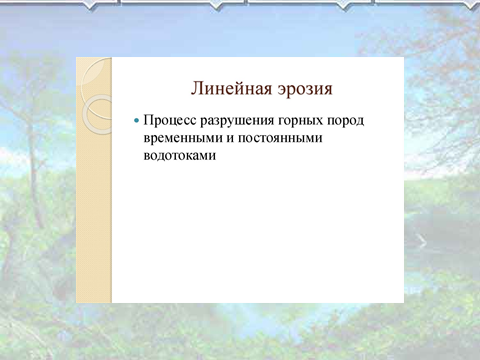 Линейная эрозия
Процесс разрушения горных пород
временными и постоянными
водотоками